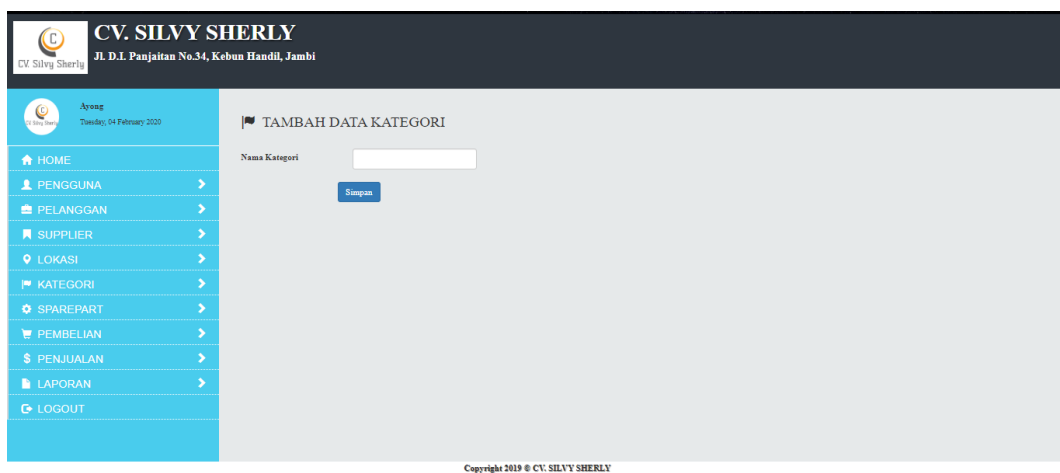 CV. SILVY SHERLY
Jl. D.I. Panjaitan No.34, Kebun Handil, Jambi
C
CV. Silvy Sherly
Ayong
Tuesday, 04 February 2020
HOME
PENGGUNA
PELANGGAN
SUPPLIER
LOKASI
KATEGORI
SPAREPART
PEMBELIAN
PENJUALAN
LAPORAN
LOGOUT
TAMBAH DATA KATEGORI
Nama Kategori
Simpan
Copyright 2019 © CV. SILVY SHERLY